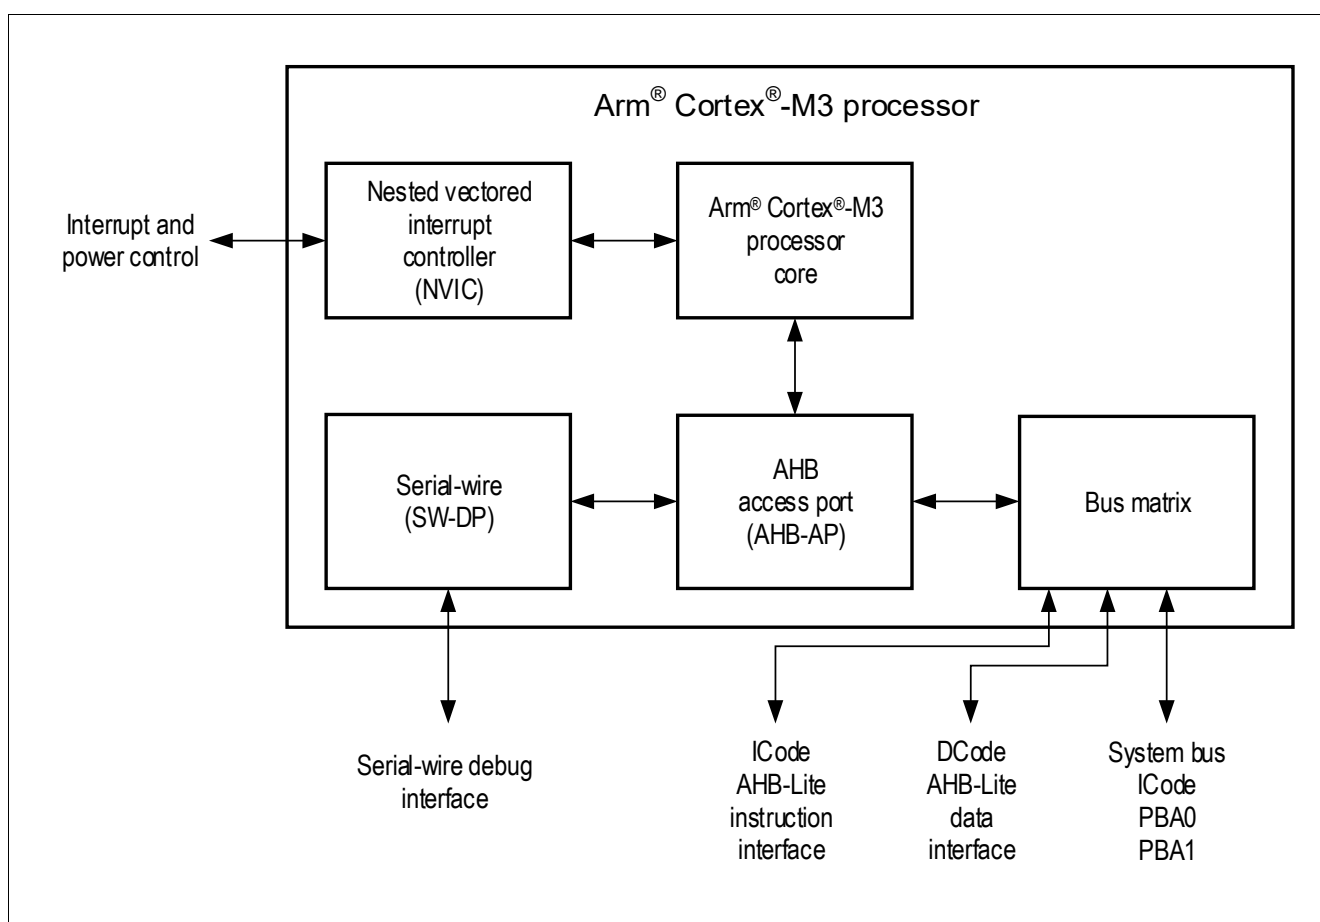 Arm® Cortex®-M3 processor
Nested vectored
interrupt
controller
(NVIC)
Arm® Cortex®-M3
processor
core
Interrupt and
power control
Serial-wire
(SW-DP)
AHB
access port
(AHB-AP)
Bus matrix
Serial-wire debug
interface
ICode
AHB-Lite
instruction
interface
DCode
AHB-Lite
data
interface
System bus
ICode
PBA0
PBA1